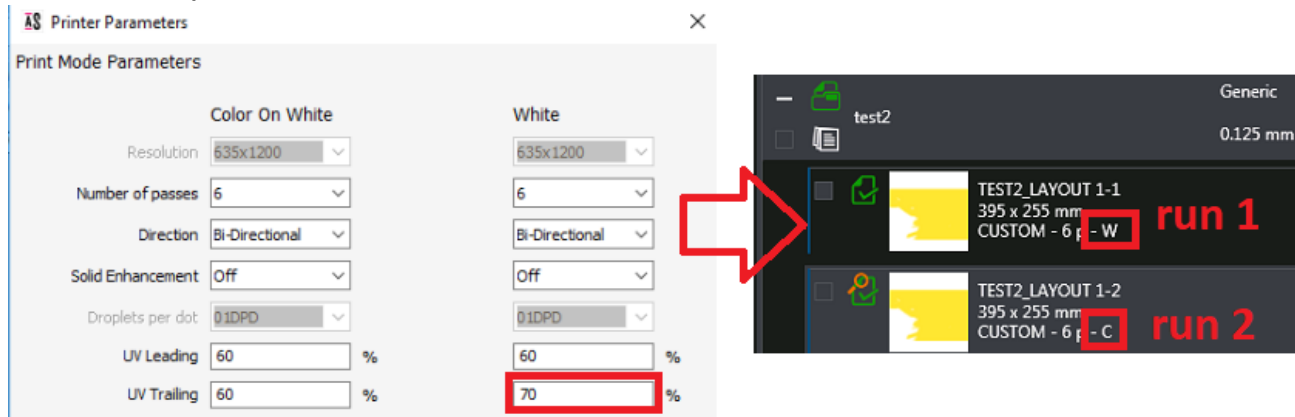 AS Printer Parameters
Print Mode Parameters
Color On White White
Resolution 635x1200 635x1200
Number of passes 6 6
Direction Bi-Directional Bi-Directional
Solid Enhancement Off Off
Droplets per dot 01DPD 01DPD
UV Leading 60 % 60 %
UV Trailing 60 % 70 %
Generic
test2
0.125 mm
TEST2_LAYOUT 1-1
395 x 255 mm
CUSTOM - 6 p - W
run 1
TEST2_LAYOUT 1-2
395 x 255 mm
CUSTOM - 6 p - C
run 2